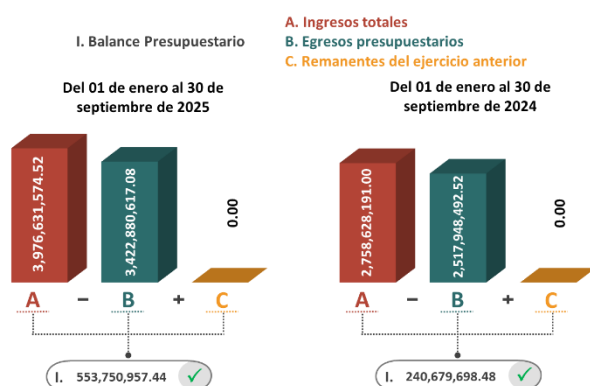 I. Balance Presupuestario
A. Ingresos totales
B. Egresos presupuestarios
C. Remanentes del ejercicio anterior
Del 01 de enero al 30 de
septiembre de 2025
3,976,631,574.52
3,422,880,617.08
0.00
A – B + C
I. 553,750,957.44 ✓
Del 01 de enero al 30 de
septiembre de 2024
2,758,628,191.00
2,517,948,492.52
0.00
A – B + C
I. 240,679,698.48 ✓